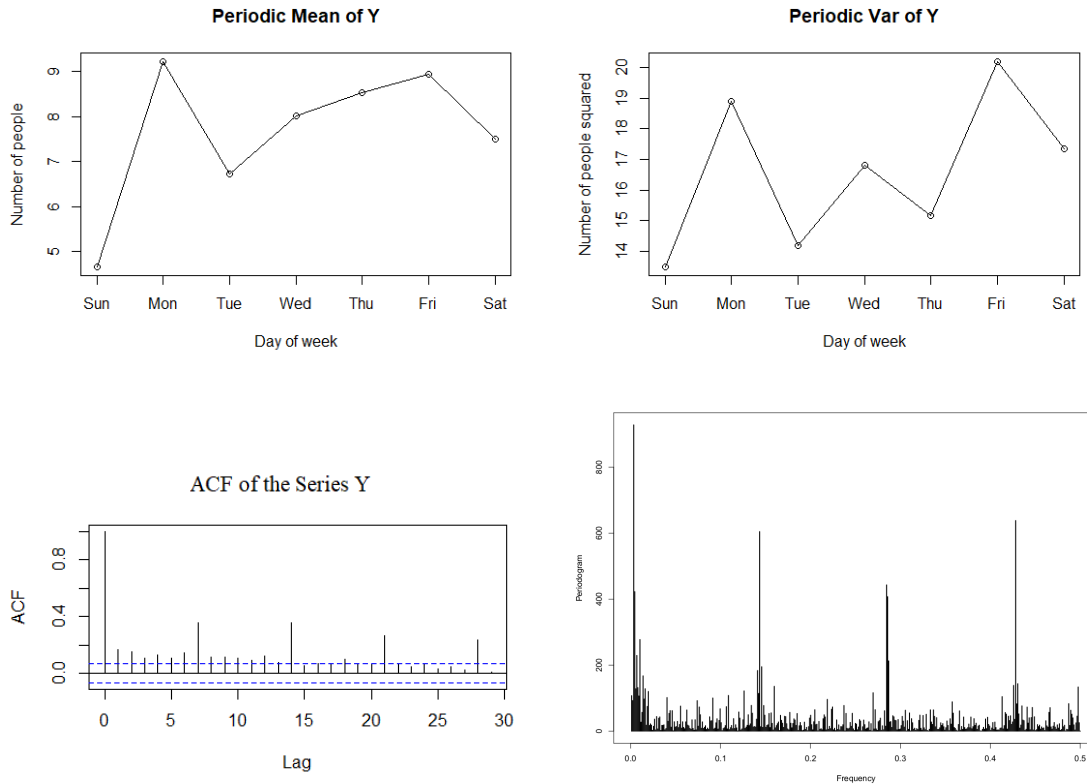 Periodic Mean of Y
Number of people
9
8
7
6
5
Sun Mon Tue Wed Thu Fri Sat
Day of week
Periodic Var of Y
Number of people squared
20
19
18
17
16
15
14
Sun Mon Tue Wed Thu Fri Sat
Day of week
ACF of the Series Y
ACF
0.8
0.4
0.0
0 5 10 15 20 25 30
Lag
Periodogram
800
600
400
200
0
0.0 0.1 0.2 0.3 0.4 0.5
Frequency